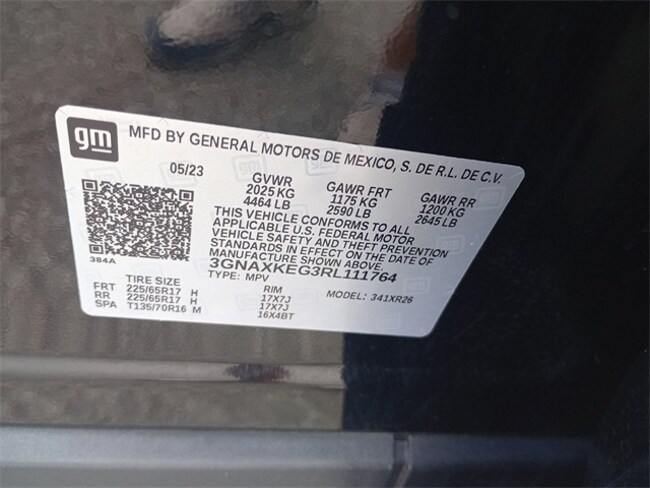 gm
MFD BY GENERAL MOTORS DE MEXICO, S. DE R.L. DE C.V.
05/23
GVWR
2025 KG
4464 LB
GAWR FRT
1175 KG
2590 LB
GAWR RR
1200 KG
2645 LB
THIS VEHICLE CONFORMS TO ALL
APPLICABLE U.S. FEDERAL MOTOR
VEHICLE SAFETY AND THEFT PREVENTION
STANDARDS IN EFFECT ON THE DATE OF
MANUFACTURE SHOWN ABOVE.
384A
3GNAXKEG3RL111764
TYPE: MPV
MODEL: 341XR26
TIRE SIZE RIM
FRT 225/65R17 H 17X7J
RR 225/65R17 H 17X7J
SPA T135/70R16 M 16X4BT